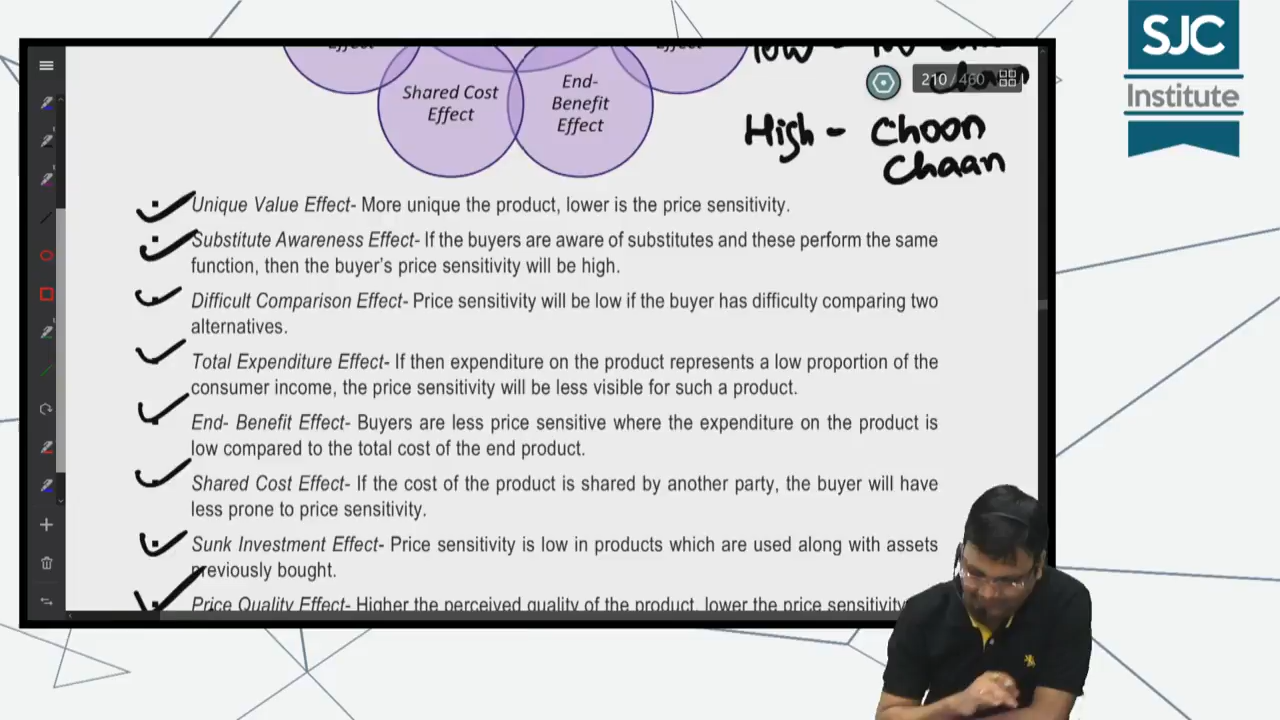 SJC
Institute
210 / 460
Shared Cost
Effect
End-
Benefit
Effect
High - Choon
Chaan
Unique Value Effect- More unique the product, lower is the price sensitivity.
Substitute Awareness Effect- If the buyers are aware of substitutes and these perform the same
function, then the buyer's price sensitivity will be high.
Difficult Comparison Effect- Price sensitivity will be low if the buyer has difficulty comparing two
alternatives.
Total Expenditure Effect- If then expenditure on the product represents a low proportion of the
consumer income, the price sensitivity will be less visible for such a product.
End- Benefit Effect- Buyers are less price sensitive where the expenditure on the product is
low compared to the total cost of the end product.
Shared Cost Effect- If the cost of the product is shared by another party, the buyer will have
less prone to price sensitivity.
Sunk Investment Effect- Price sensitivity is low in products which are used along with assets
previously bought.
Price Quality Effect- Higher the perceived quality of the product, lower the price sensitivity